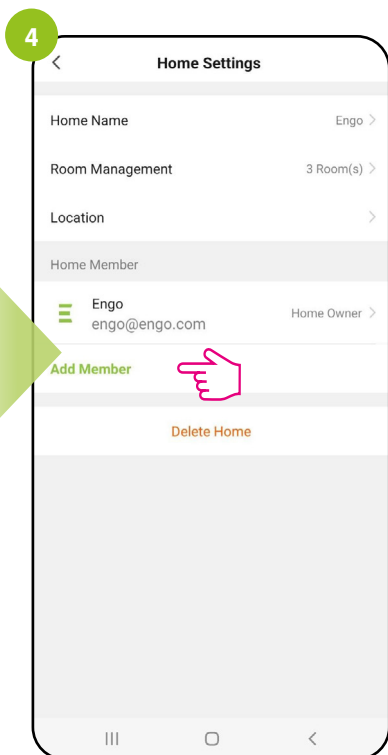 4
Home Settings
Home Name Engo
Room Management 3 Room(s)
Location
Home Member
Engo
engo@engo.com Home Owner
Add Member
Delete Home